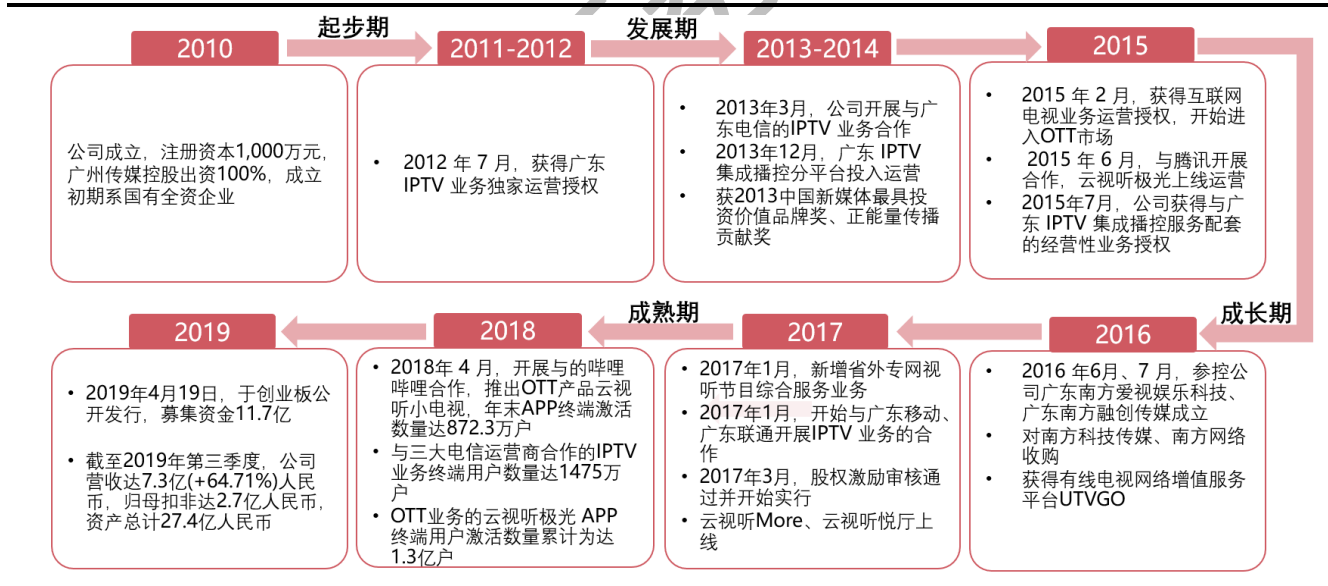 2010
起步期
2011-2012
发展期
2013-2014
2015
公司成立，注册资本1,000万元，
广州传媒控股出资100%，成立
初期系国有全资企业
• 2012 年 7 月，获得广东
IPTV 业务独家运营授权
• 2013年3月，公司开展与广
东电信的IPTV 业务合作
• 2013年12月，广东 IPTV
集成播控分平台投入运营
• 获2013中国新媒体最具投
资价值品牌奖、正能量传播
贡献奖
• 2015 年 2 月，获得互联网
电视业务运营授权，开始进
入OTT市场
• 2015 年 6 月，与腾讯开展
合作，云视听极光上线运营
• 2015年7月，公司获得与广
东 IPTV 集成播控服务配套
的经营性业务授权
成长期
2016
• 2016 年6月、7 月，参控公
司广东南方爱视娱乐科技、
广东南方融创传媒成立
• 对南方科技传媒、南方网络
收购
• 获得有线电视网络增值服务
平台UTVGO
2017
• 2017年1月，新增省外专网视
听节目综合服务业务
• 2017年1月，开始与广东移动、
广东联通开展IPTV 业务的合
作
• 2017年3月，股权激励审核通
过并开始实行
• 云视听More、云视听悦厅上
线
成熟期
2018
• 2018年 4 月，开展与的哔哩
哔哩合作，推出OTT产品云视
听小电视，年末APP终端激活
数量达872.3万户
• 与三大电信运营商合作的IPTV
业务终端用户数量达1475万
户
• OTT业务的云视听极光 APP
终端用户激活数量累计为达
1.3亿户
2019
• 2019年4月19日，于创业板公
开发行，募集资金11.7亿
• 截至2019年第三季度，公司
营收达7.3亿(+64.71%)人民
币，归母扣非达2.7亿人民币，
资产总计27.4亿人民币